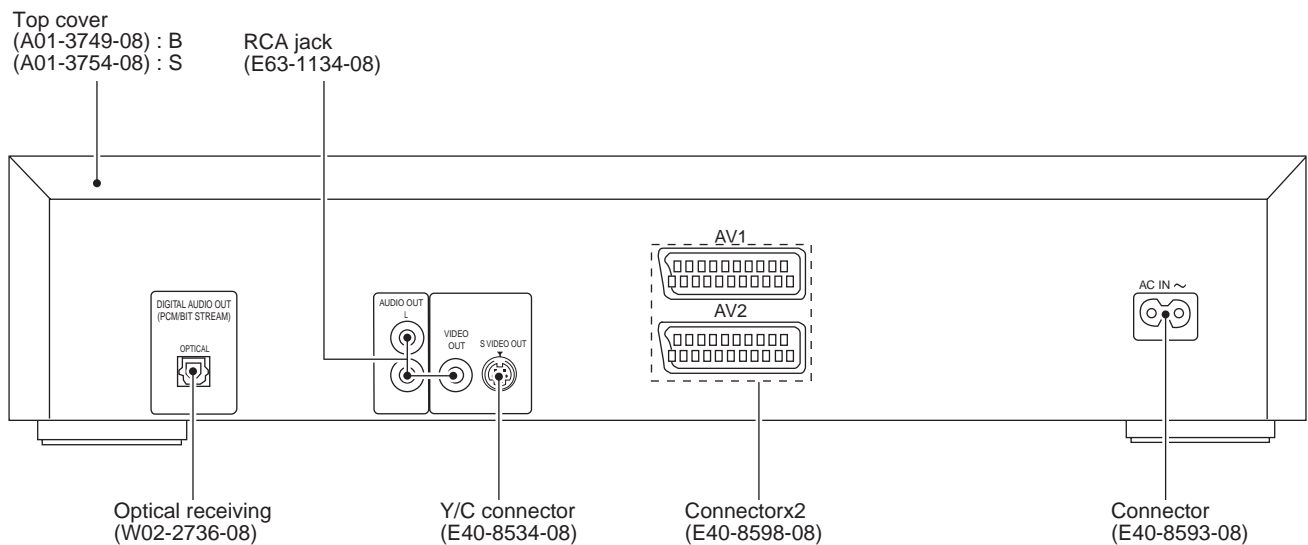 Top cover
(A01-3749-08) : B
(A01-3754-08) : S
RCA jack
(E63-1134-08)
DIGITAL AUDIO OUT
(PCM/BIT STREAM)
OPTICAL
AUDIO OUT
L
VIDEO
OUT
S VIDEO OUT
AV1
AV2
AC IN ~
Optical receiving
(W02-2736-08)
Y/C connector
(E40-8534-08)
Connectorx2
(E40-8598-08)
Connector
(E40-8593-08)